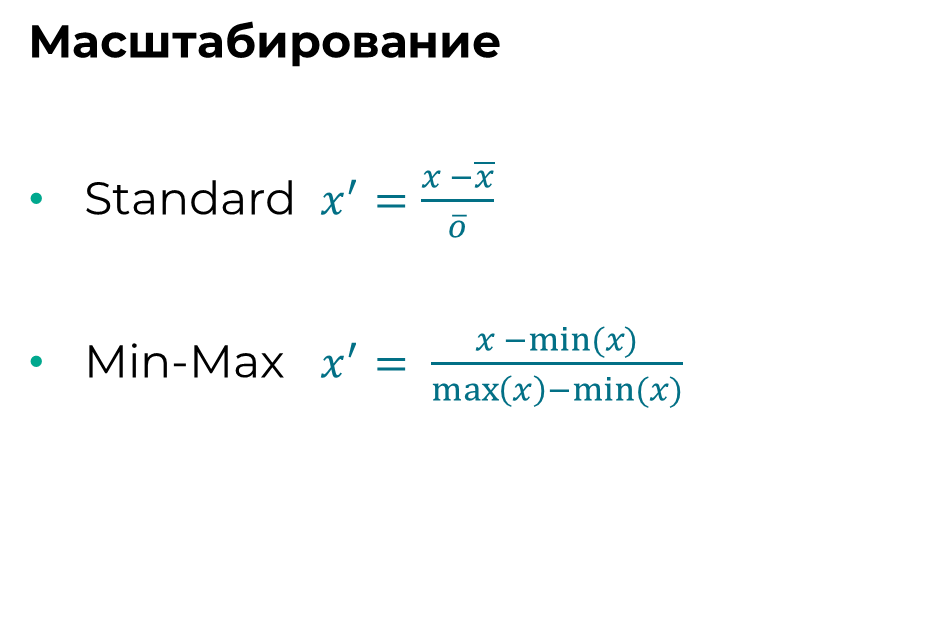 Масштабирование
• Standard x′ = (x − x̅) / o̅
• Min-Max x′ = (x − min(x)) / (max(x) − min(x))